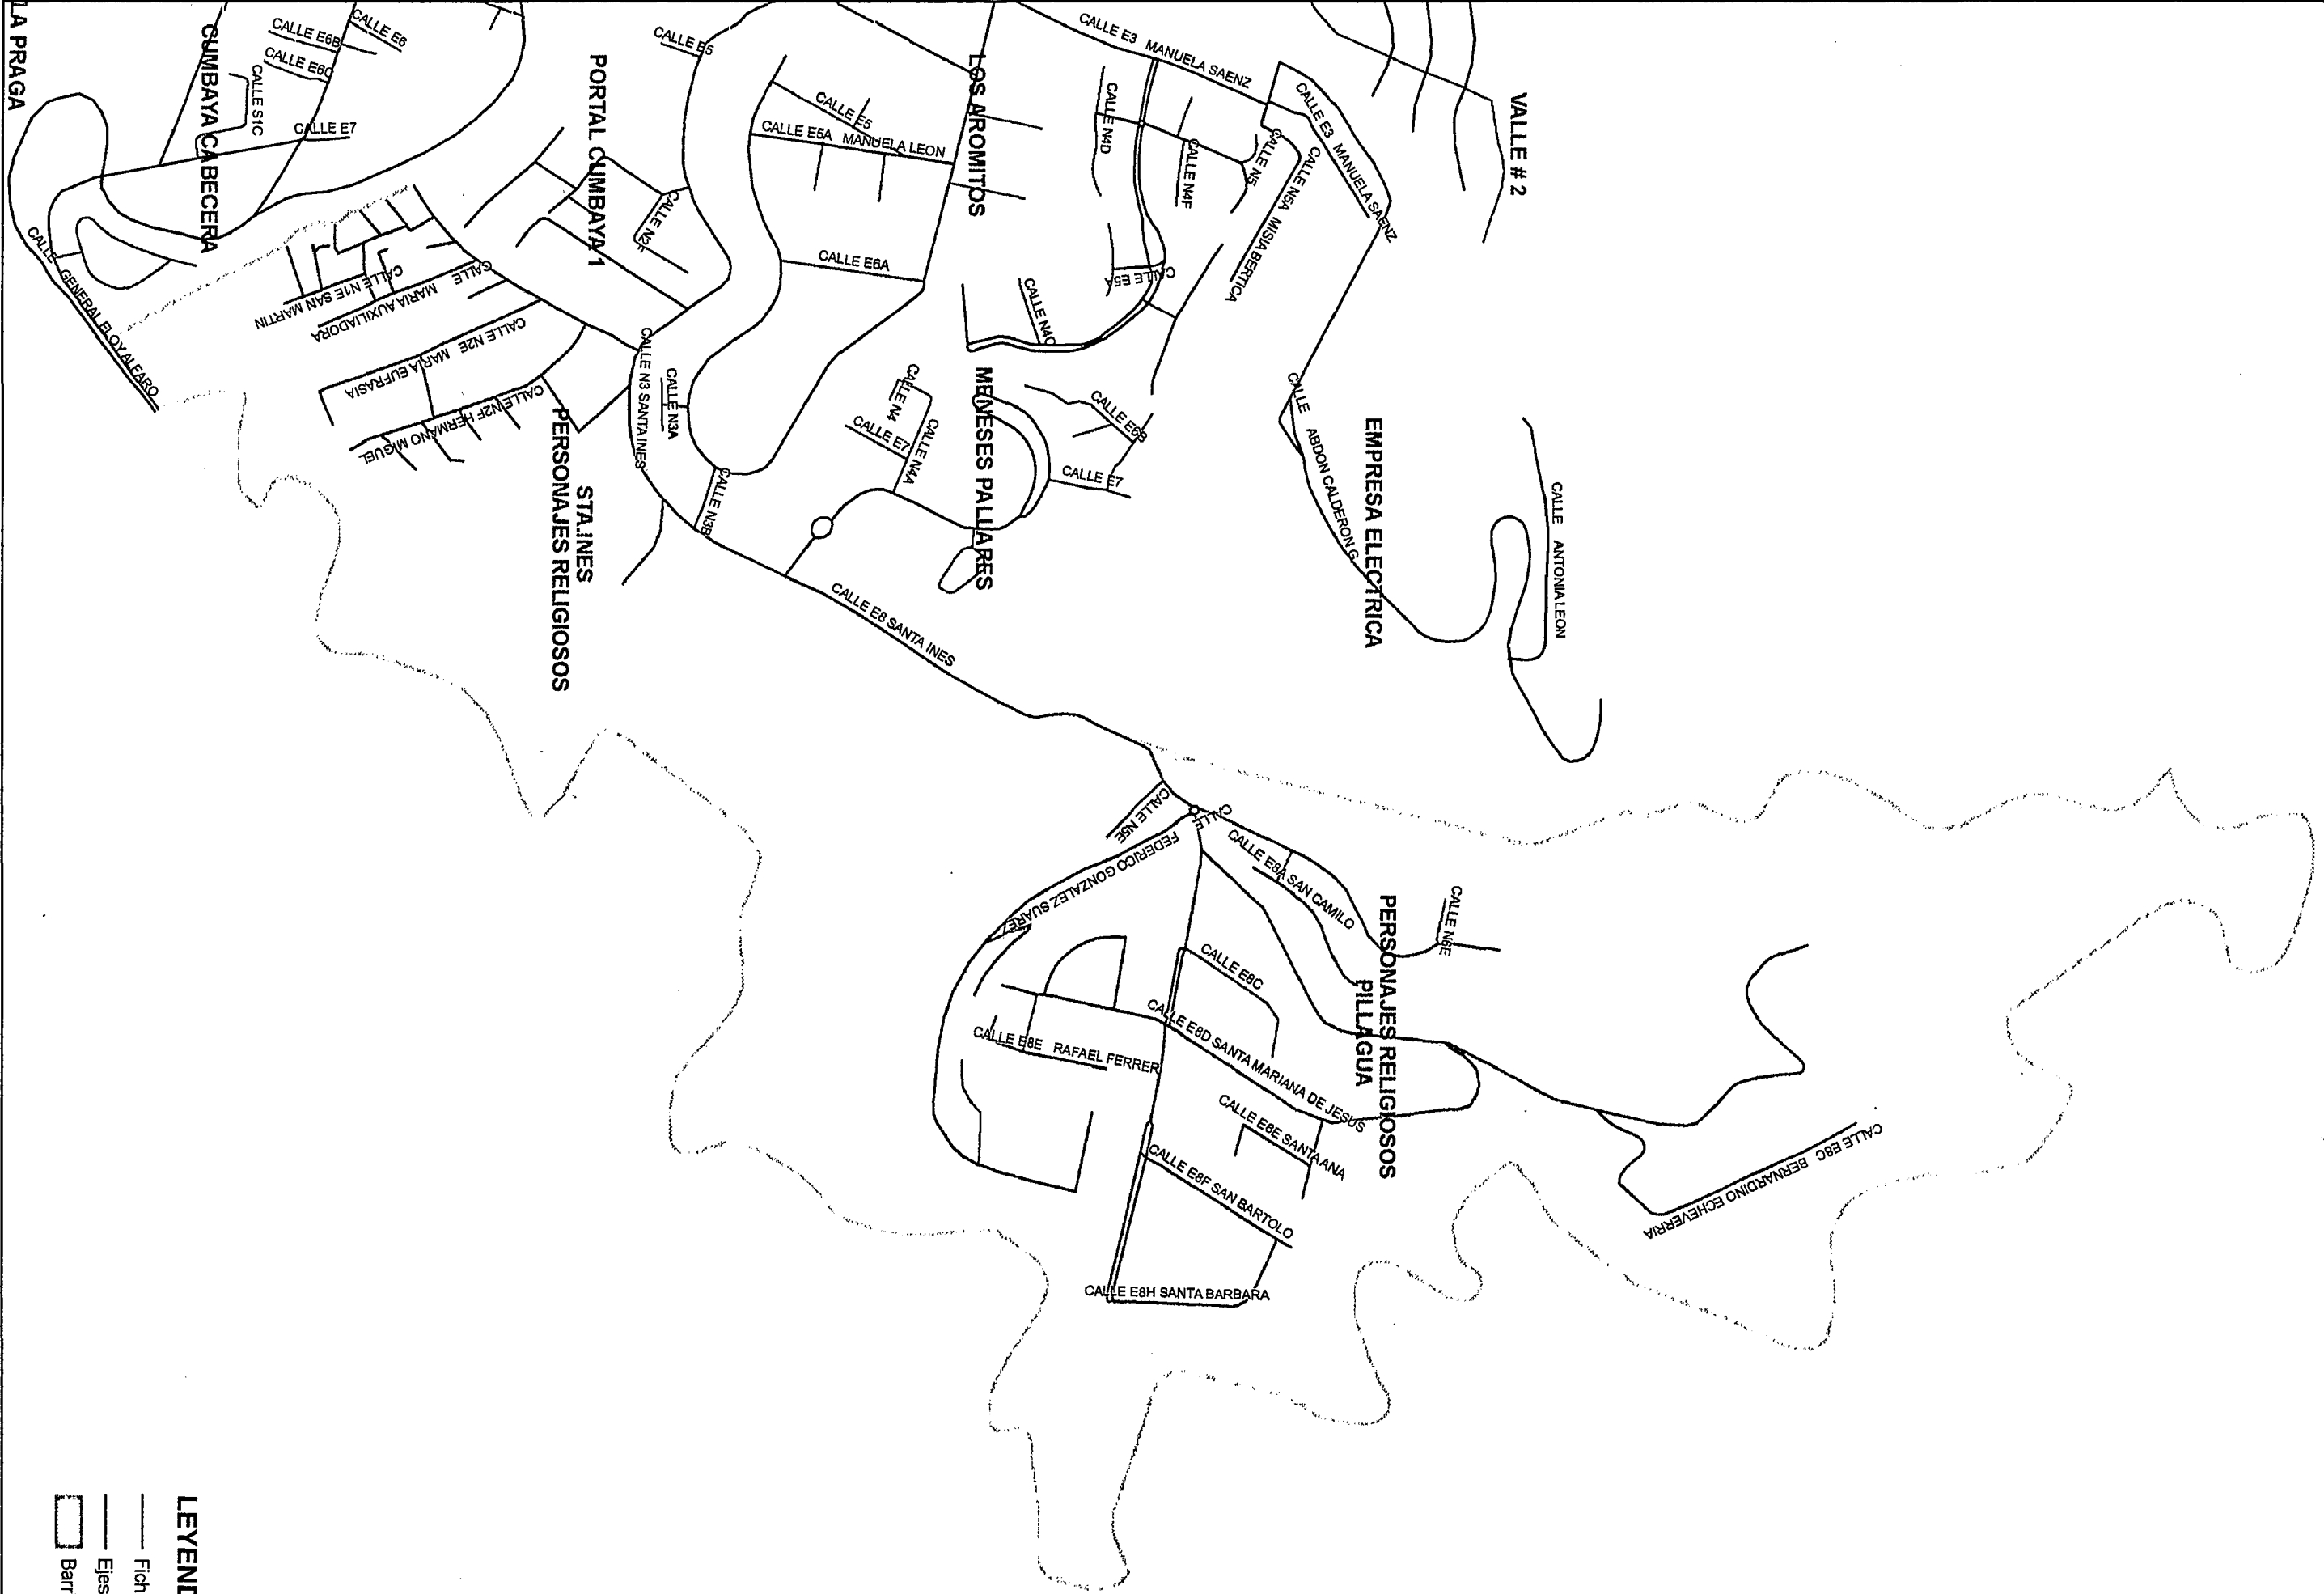 LA PRAGA
CUMBAYA CABECERA
CALLE E6
CALLE E6B
CALLE E6C
CALLE S1C
CALLE E7
CALLE GENERAL ELOY ALFARO
CALLE N1E SAN MARTIN
CALLE MARIA AUXILIADORA
CALLE N2E MARIA EUFRASIA
CALLE N2F HERMANO MIGUEL
PORTAL CUMBAYA 1
CALLE E5
CALLE N2F
CALLE N3 SANTA INES
CALLE N3A
CALLE N3B
STA.INES
PERSONAJES RELIGIOSOS
CALLE E5
CALLE E5A MANUELA LEON
CALLE E6A
LOS AROMITOS
CALLE E3 MANUELA SAENZ
CALLE N4D
CALLE N4F
CALLE N5
CALLE N5A MISIA BERTICA
CALLE E3 MANUELA SAENZ
VALLE # 2
CALLE E5A
CALLE N4C
MENESES PALLARES
CALLE N4
CALLE E7
CALLE N4A
CALLE E6B
CALLE E7
CALLE ABDON CALDERON G.
EMPRESA ELECTRICA
CALLE ANTONIA LEON
CALLE E8 SANTA INES
CALLE N5E
CALLE
FEDERICO GONZALEZ SUAREZ
CALLE E8A SAN CAMILO
CALLE N6E
PERSONAJES RELIGIOSOS
PILLAGUA
CALLE E8C
CALLE E8D SANTA MARIANA DE JESUS
CALLE E8E RAFAEL FERRER
CALLE E8E SANTA ANA
CALLE E8F SAN BARTOLO
CALLE E8H SANTA BARBARA
CALLE E8C BERNARDINO ECHEVERRIA
LEYEND
Fich
Ejes
Barr